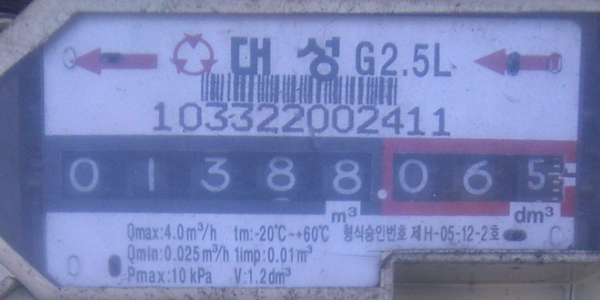 대성 G2.5L
103322002411
01388.065
m³ dm³
Qmax:4.0m³/h tm:-20℃~+60℃ 형식승인번호 제H-05-12-2호
Qmin:0.025m³/h 1imp:0.01m³
Pmax:10kPa V:1.2dm³